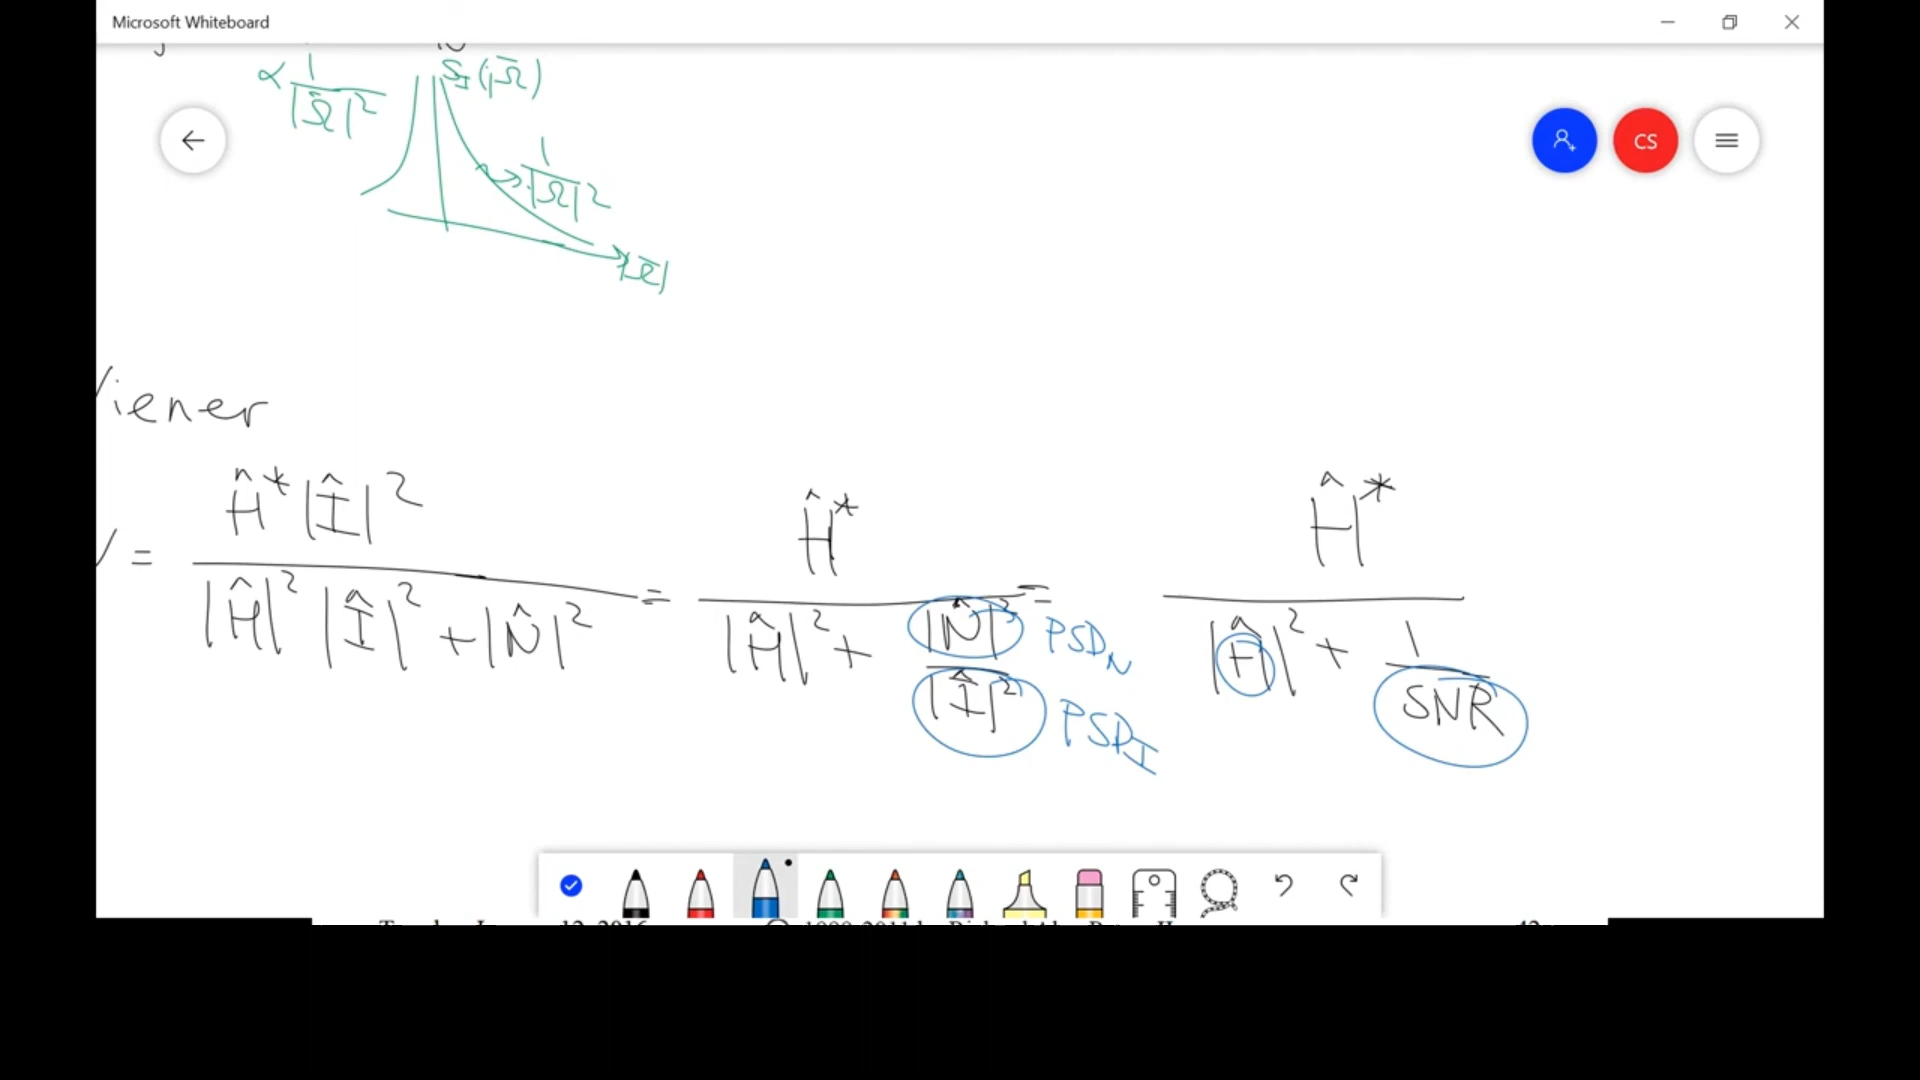 Microsoft Whiteboard
∝ 1/|Ω̄|²
S_I(jΩ̄)
1/|Ω̄|²
|Ω̄|
CS
iener
= Ĥ*|Î|² / (|Ĥ|²|Î|² + |N̂|²) = Ĥ* / (|Ĥ|² + |N̂|²/|Î|²) = Ĥ* / (|Ĥ|² + 1/SNR)
PSD_N
PSD_I